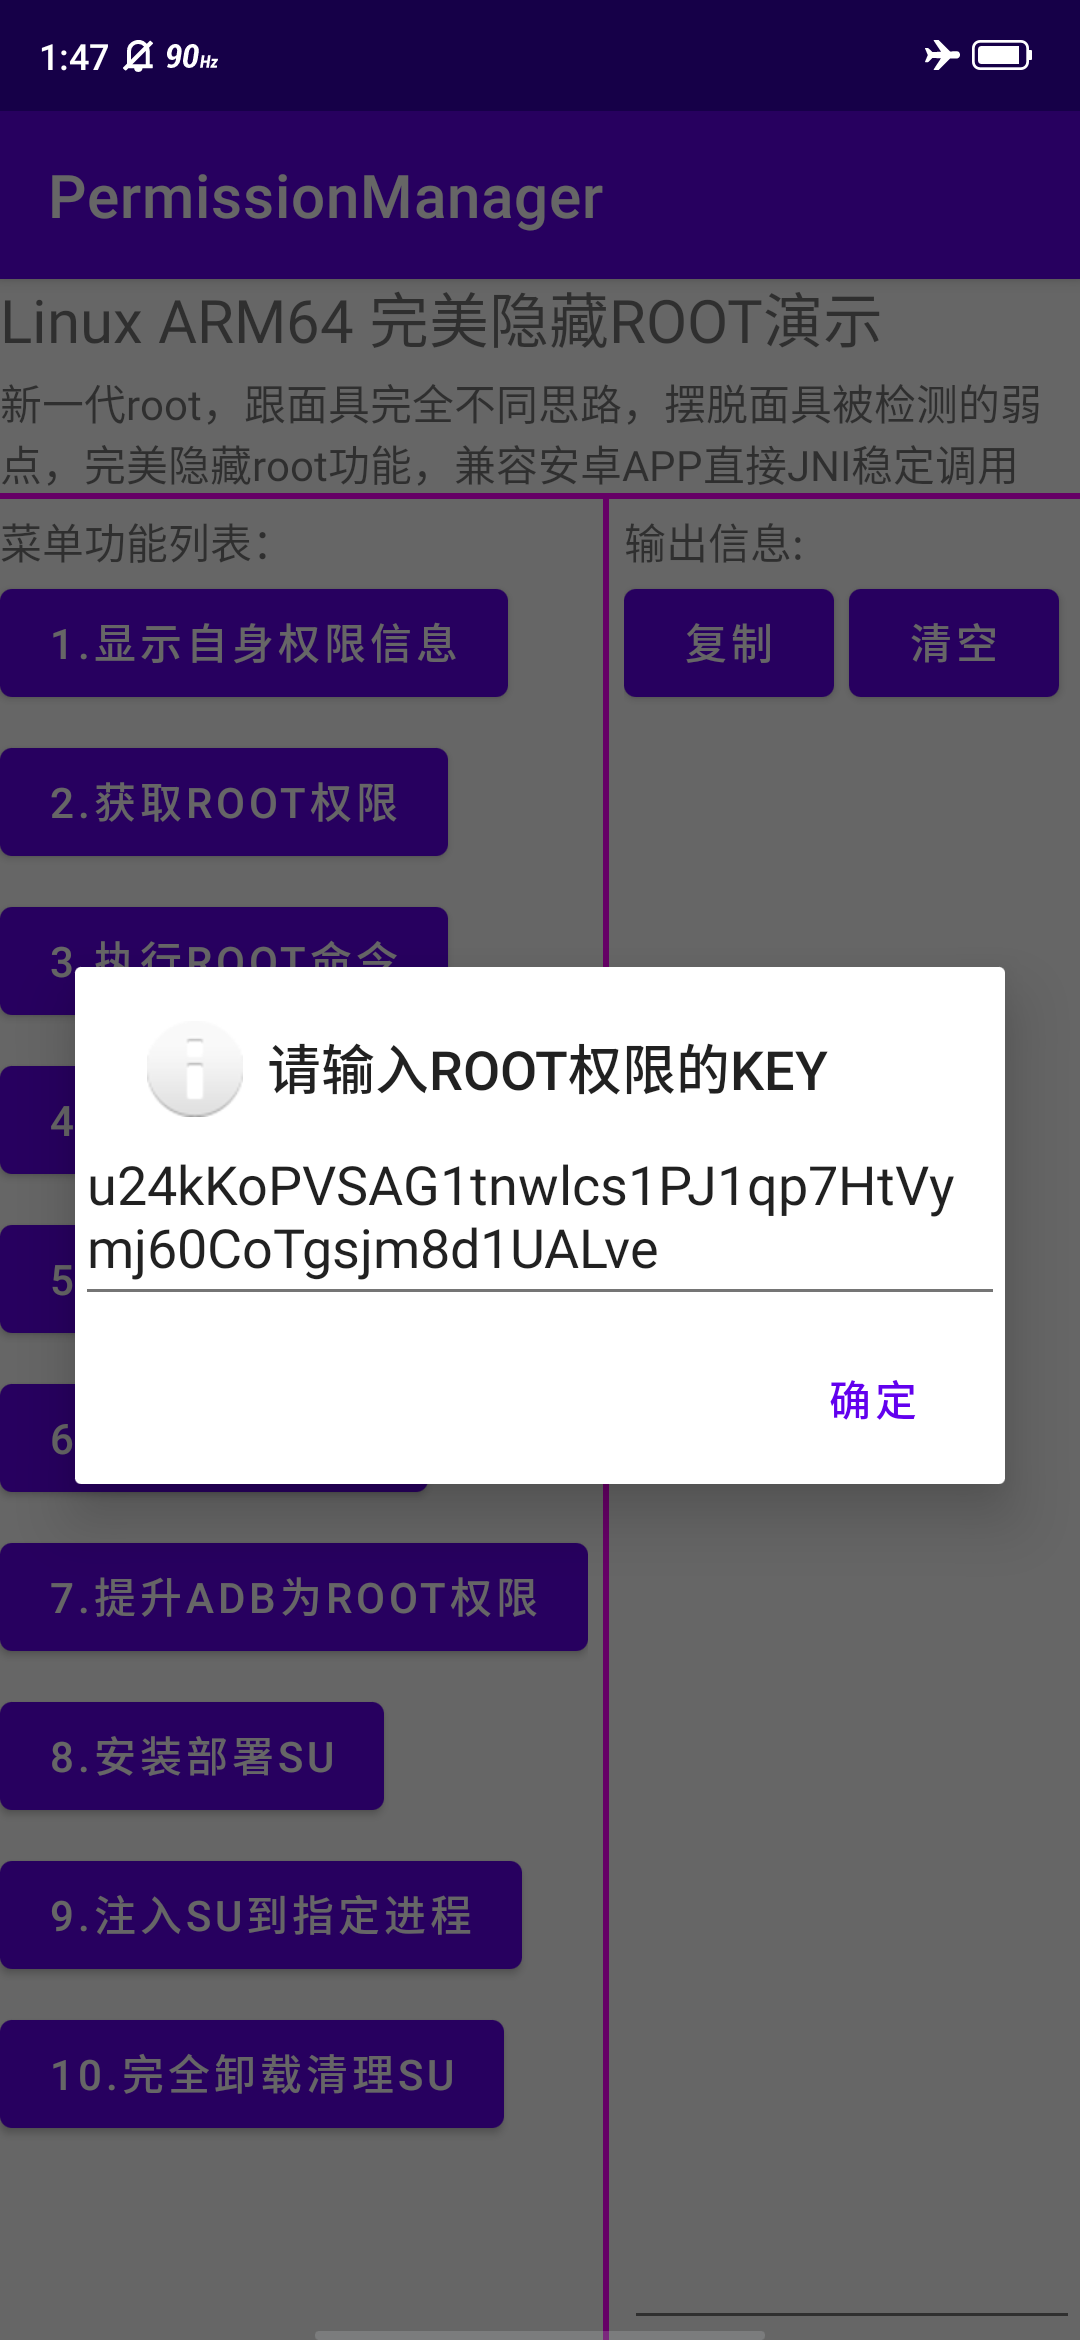 1:47 90Hz
PermissionManager
Linux ARM64 完美隐藏ROOT演示
新一代root，跟面具完全不同思路，摆脱面具被检测的弱
点，完美隐藏root功能，兼容安卓APP直接JNI稳定调用
菜单功能列表：
输出信息:
1.显示自身权限信息
复制
清空
2.获取ROOT权限
3.执行ROOT命令
请输入ROOT权限的KEY
u24kKoPVSAG1tnwlcs1PJ1qp7HtVy
mj60CoTgsjm8d1UALve
确定
4
5
6
7.提升ADB为ROOT权限
8.安装部署SU
9.注入SU到指定进程
10.完全卸载清理SU